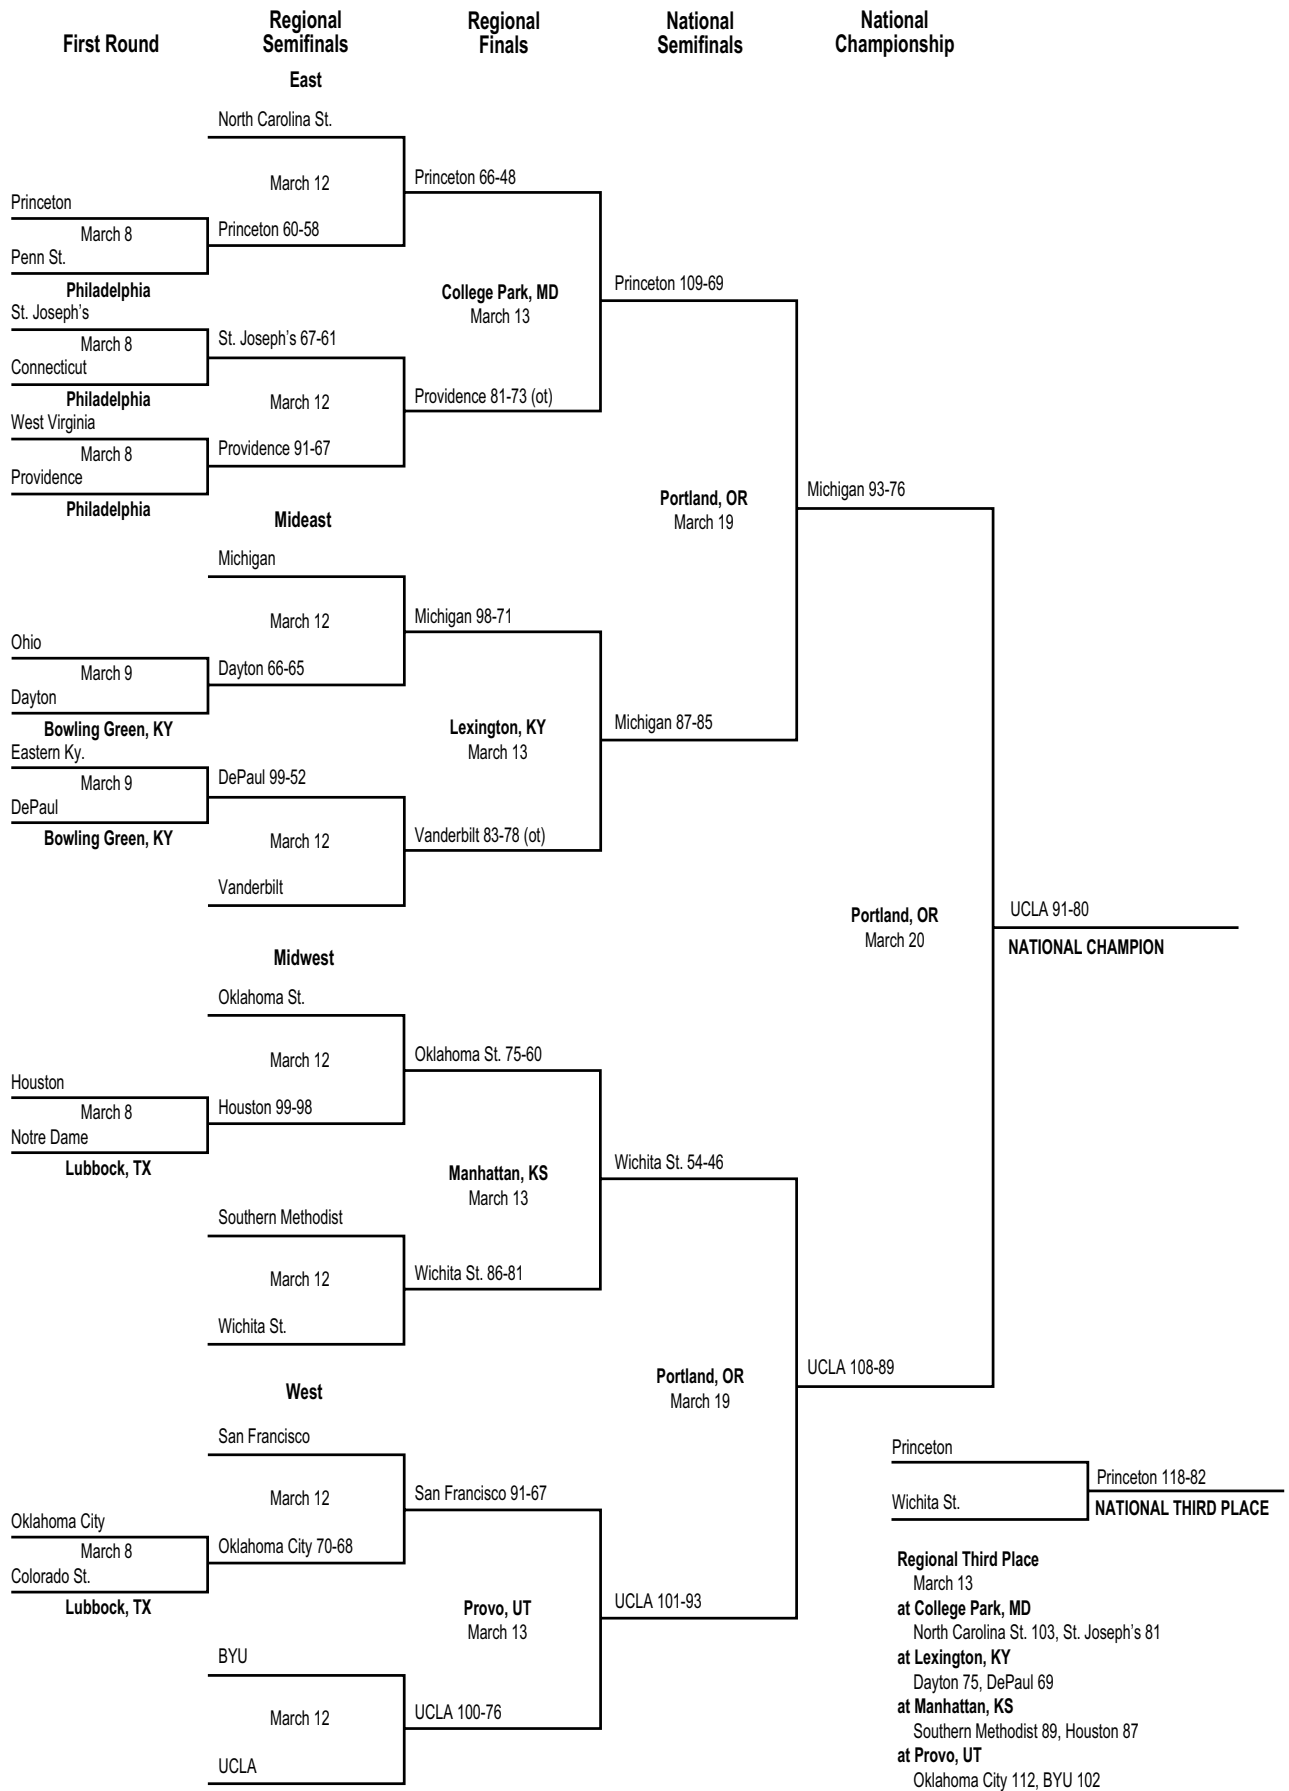 First Round
Regional
Semifinals
Regional
Finals
National
Semifinals
National
Championship
East
North Carolina St.
March 12
Princeton 66-48
Princeton
March 8
Princeton 60-58
Penn St.
Philadelphia
College Park, MD
March 13
Princeton 109-69
St. Joseph's
March 8
St. Joseph's 67-61
Connecticut
Philadelphia
March 12
Providence 81-73 (ot)
West Virginia
March 8
Providence 91-67
Providence
Philadelphia
Portland, OR
March 19
Michigan 93-76
Mideast
Michigan
March 12
Michigan 98-71
Ohio
March 9
Dayton 66-65
Dayton
Bowling Green, KY
Lexington, KY
March 13
Michigan 87-85
Eastern Ky.
March 9
DePaul 99-52
DePaul
Bowling Green, KY
March 12
Vanderbilt 83-78 (ot)
Vanderbilt
Portland, OR
March 20
UCLA 91-80
NATIONAL CHAMPION
Midwest
Oklahoma St.
March 12
Oklahoma St. 75-60
Houston
March 8
Houston 99-98
Notre Dame
Lubbock, TX
Manhattan, KS
March 13
Wichita St. 54-46
Southern Methodist
March 12
Wichita St. 86-81
Wichita St.
Portland, OR
March 19
UCLA 108-89
West
San Francisco
March 12
San Francisco 91-67
Oklahoma City
March 8
Oklahoma City 70-68
Colorado St.
Lubbock, TX
Provo, UT
March 13
UCLA 101-93
BYU
March 12
UCLA 100-76
UCLA
Princeton
Princeton 118-82
Wichita St.
NATIONAL THIRD PLACE
Regional Third Place
March 13
at College Park, MD
North Carolina St. 103, St. Joseph's 81
at Lexington, KY
Dayton 75, DePaul 69
at Manhattan, KS
Southern Methodist 89, Houston 87
at Provo, UT
Oklahoma City 112, BYU 102